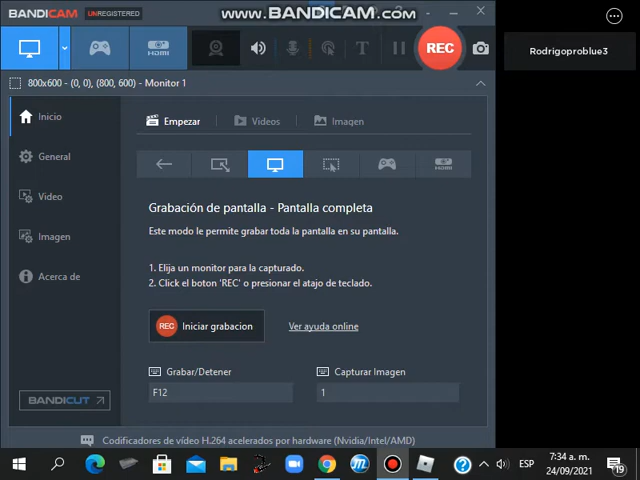 BANDICAM UNREGISTERED
www.BANDICAM.com
HDMI
T
REC
Rodrigoproblue3
800x600 - (0, 0), (800, 600) - Monitor 1
Inicio
General
Video
Imagen
Acerca de
BANDICUT
Empezar
Videos
Imagen
HDMI
Grabación de pantalla - Pantalla completa
Este modo le permite grabar toda la pantalla en su pantalla.
1. Elija un monitor para la capturado.
2. Click el boton 'REC' o presionar el atajo de teclado.
REC Iniciar grabacion
Ver ayuda online
Grabar/Detener
Capturar Imagen
F12
1
Codificadores de vídeo H.264 acelerados por hardware (Nvidia/Intel/AMD)
ESP
7:34 a. m.
24/09/2021
19